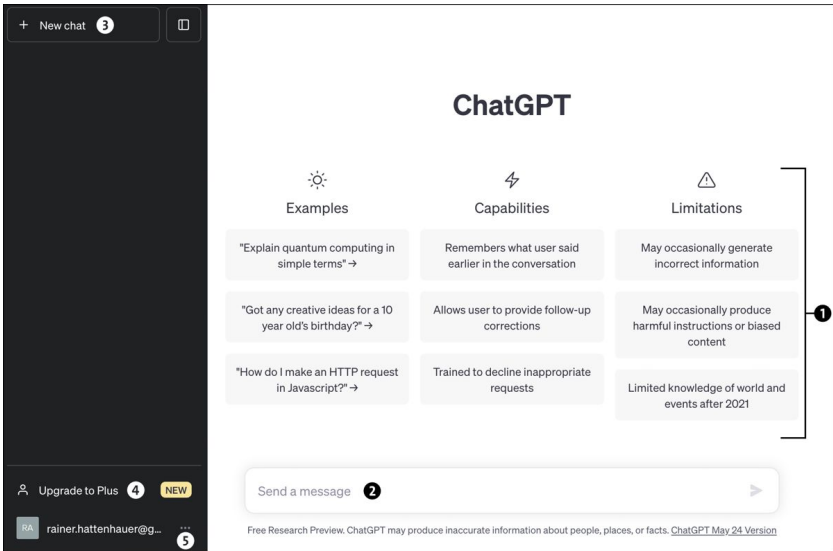 + New chat ❸
ChatGPT
Examples
"Explain quantum computing in
simple terms" →
"Got any creative ideas for a 10
year old's birthday?" →
"How do I make an HTTP request
in Javascript?" →
Capabilities
Remembers what user said
earlier in the conversation
Allows user to provide follow-up
corrections
Trained to decline inappropriate
requests
Limitations
May occasionally generate
incorrect information
May occasionally produce
harmful instructions or biased
content
Limited knowledge of world and
events after 2021
❶
Upgrade to Plus ❹ NEW
RA rainer.hattenhauer@g... ...
❺
Send a message ❷
Free Research Preview. ChatGPT may produce inaccurate information about people, places, or facts. ChatGPT May 24 Version